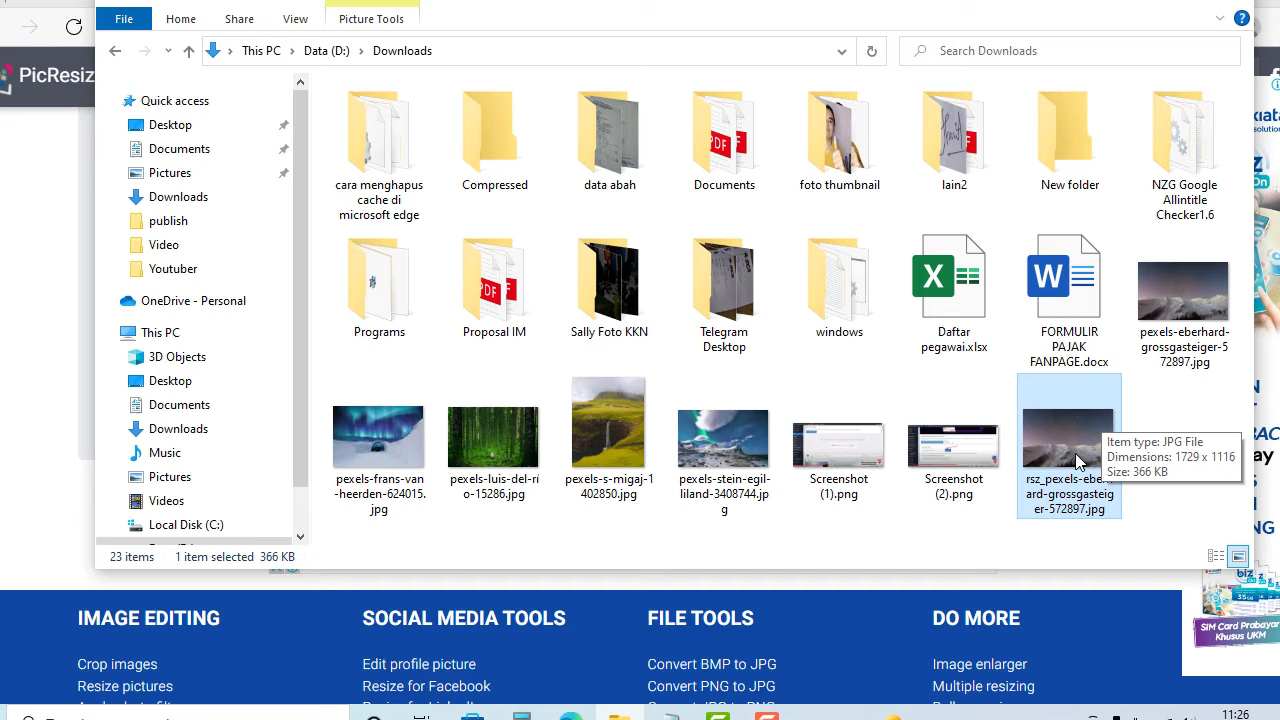 File
Home
Share
View
Picture Tools
This PC
Data (D:)
Downloads
Search Downloads
PicResiz
Quick access
Desktop
Documents
Pictures
Downloads
publish
Video
Youtuber
OneDrive - Personal
This PC
3D Objects
Desktop
Documents
Downloads
Music
Pictures
Videos
Local Disk (C:)
cara menghapus
cache di
microsoft edge
Compressed
data abah
Documents
foto thumbnail
lain2
New folder
NZG Google
Allintitle
Checker1.6
Programs
Proposal IM
Sally Foto KKN
Telegram
Desktop
windows
Daftar
pegawai.xlsx
FORMULIR
PAJAK
FANPAGE.docx
pexels-eberhard-
grossgasteiger-5
72897.jpg
pexels-frans-van
-heerden-624015.
jpg
pexels-luis-del-rí
o-15286.jpg
pexels-s-migaj-1
402850.jpg
pexels-stein-egil-
liland-3408744.jp
g
Screenshot
(1).png
Screenshot
(2).png
rsz_pexels-eberh
ard-grossgasteig
er-572897.jpg
Item type: JPG File
Dimensions: 1729 x 1116
Size: 366 KB
23 items
1 item selected 366 KB
IMAGE EDITING
Crop images
Resize pictures
SOCIAL MEDIA TOOLS
Edit profile picture
Resize for Facebook
FILE TOOLS
Convert BMP to JPG
Convert PNG to JPG
DO MORE
Image enlarger
Multiple resizing
SIM Card Prabayar
Khusus UKM
11:26